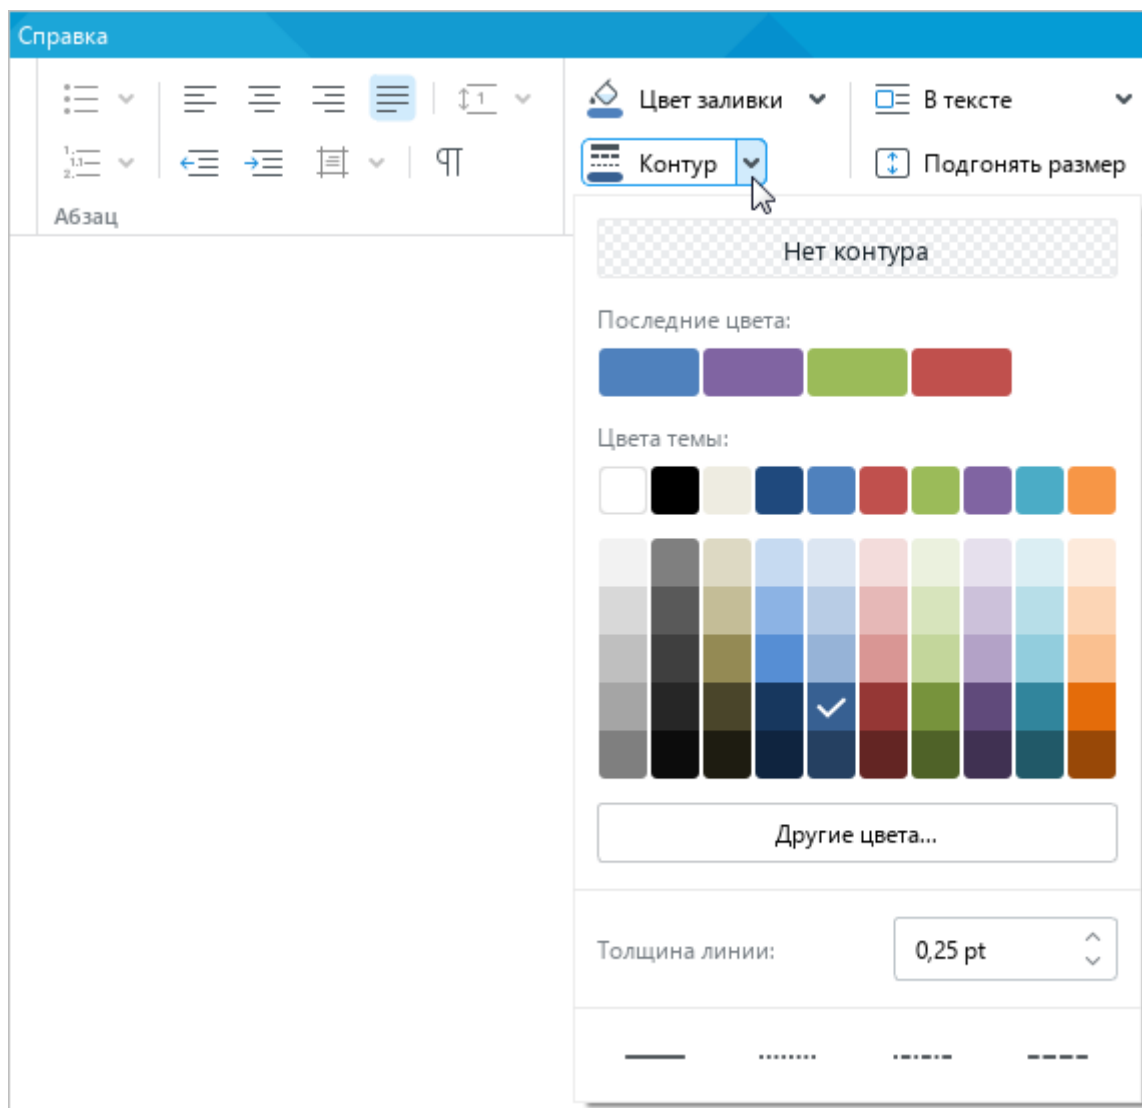 Справка
Цвет заливки
В тексте
Контур
Подгонять размер
Абзац
Нет контура
Последние цвета:
Цвета темы:
Другие цвета...
Толщина линии:
0,25 pt